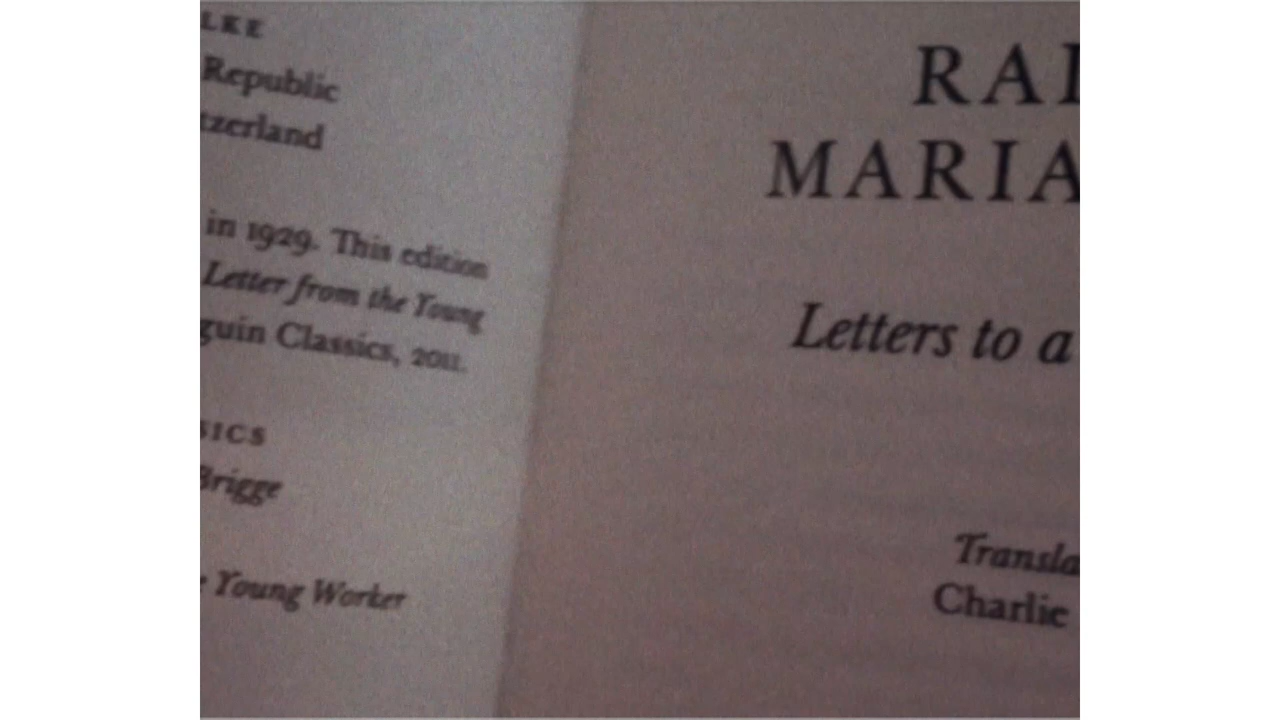 LKE
Republic
tzerland
in 1929. This edition
Letter from the Young
guin Classics, 2011.
SICS
Brigge
Young Worker
RAI
MARIA
Letters to a
Transla
Charlie